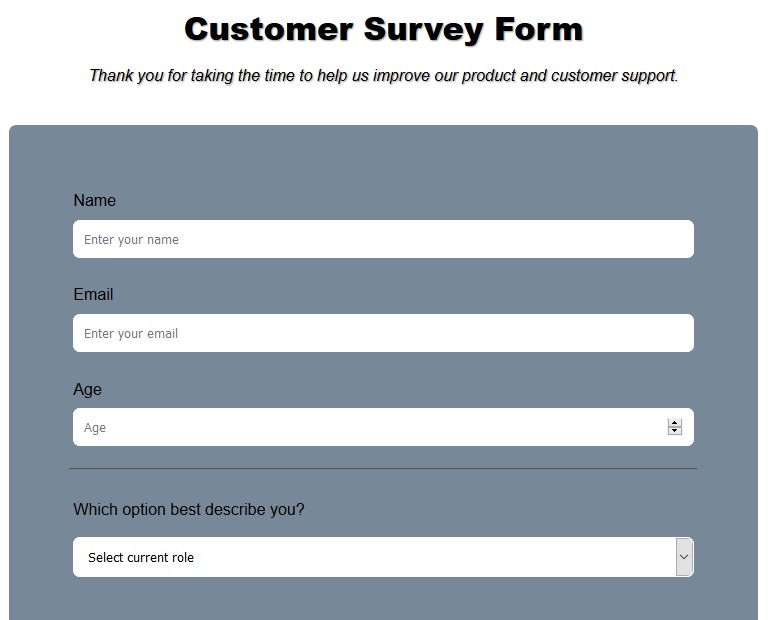 Customer Survey Form
Thank you for taking the time to help us improve our product and customer support.
Name
Enter your name
Email
Enter your email
Age
Age
Which option best describe you?
Select current role